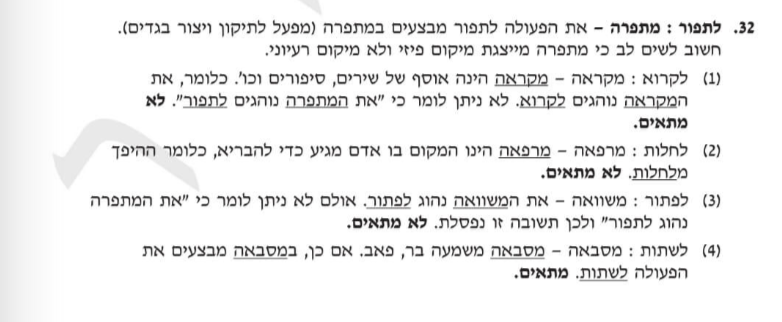 32. לתפור : מתפרה – את הפעולה לתפור מבצעים במתפרה (מפעל לתיקון ויצור בגדים).
חשוב לשים לב כי מתפרה מייצגת מיקום פיזי ולא מיקום רעיוני.
(1) לקרוא : מקראה – מקראה הינה אוסף של שירים, סיפורים וכו'. כלומר, את
המקראה נוהגים לקרוא. לא ניתן לומר כי "את המתפרה נוהגים לתפור". לא
מתאים.
(2) לחלות : מרפאה – מרפאה הינו המקום בו אדם מגיע כדי להבריא, כלומר ההיפך
מלחלות. לא מתאים.
(3) לפתור : משוואה – את המשוואה נהוג לפתור. אולם לא ניתן לומר כי "את המתפרה
נהוג לתפור" ולכן תשובה זו נפסלת. לא מתאים.
(4) לשתות : מסבאה – מסבאה משמעה בר, פאב. אם כן, במסבאה מבצעים את
הפעולה לשתות. מתאים.